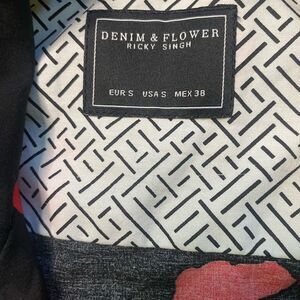 DENIM & FLOWER
RICKY SINGH
EUR S USA S MEX 38